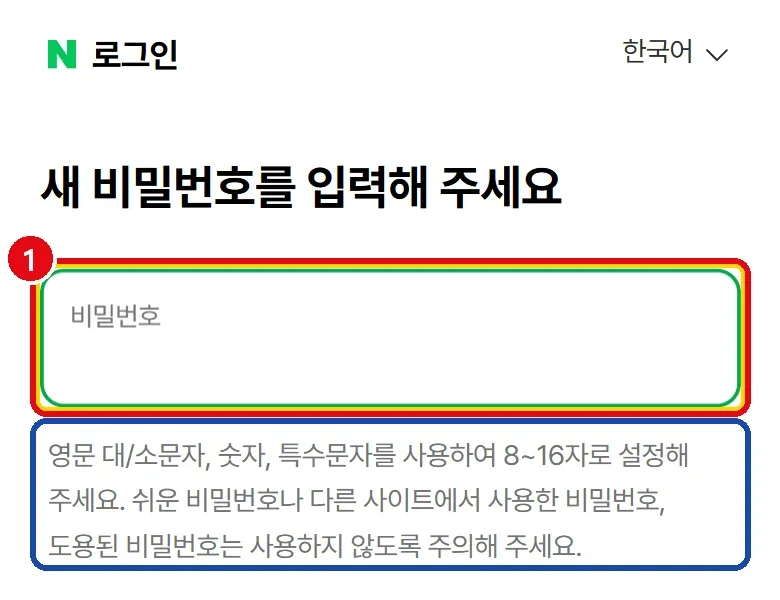 N 로그인
한국어
새 비밀번호를 입력해 주세요
1
비밀번호
영문 대/소문자, 숫자, 특수문자를 사용하여 8~16자로 설정해
주세요. 쉬운 비밀번호나 다른 사이트에서 사용한 비밀번호,
도용된 비밀번호는 사용하지 않도록 주의해 주세요.